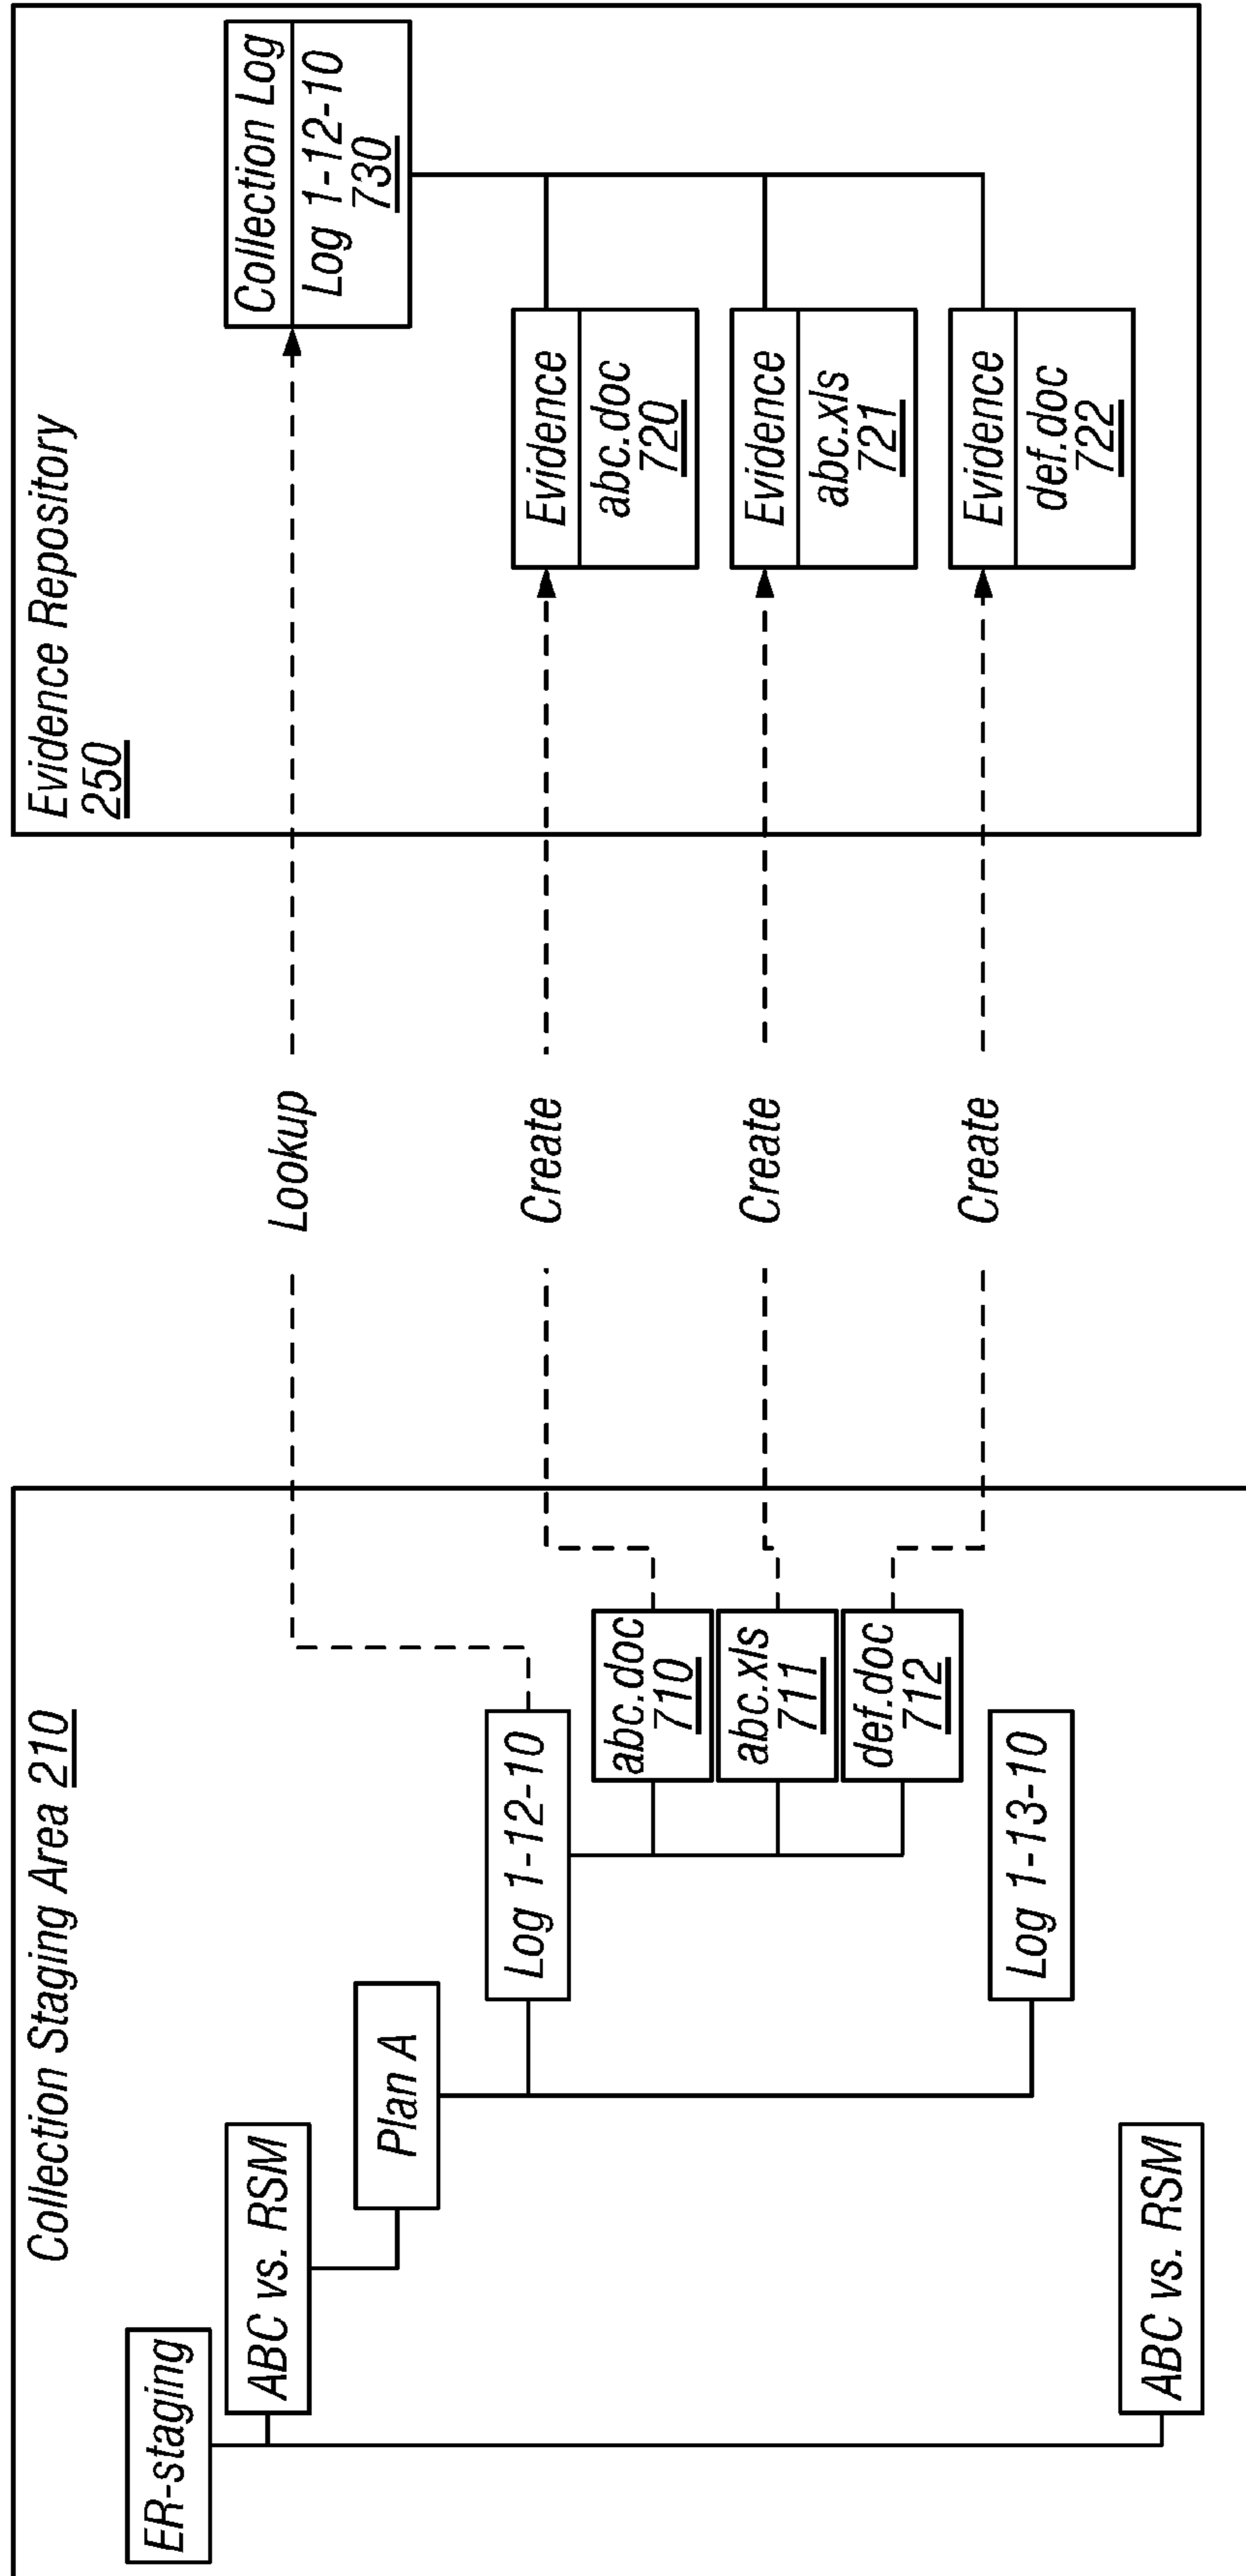 Collection Staging Area 210
ER-staging
ABC vs. RSM
Plan A
Log 1-12-10
abc.doc
710
abc.xls
711
def.doc
712
Log 1-13-10
ABC vs. RSM
Lookup
Create
Create
Create
Evidence Repository
250
Collection Log
Log 1-12-10
730
Evidence
abc.doc
720
Evidence
abc.xls
721
Evidence
def.doc
722